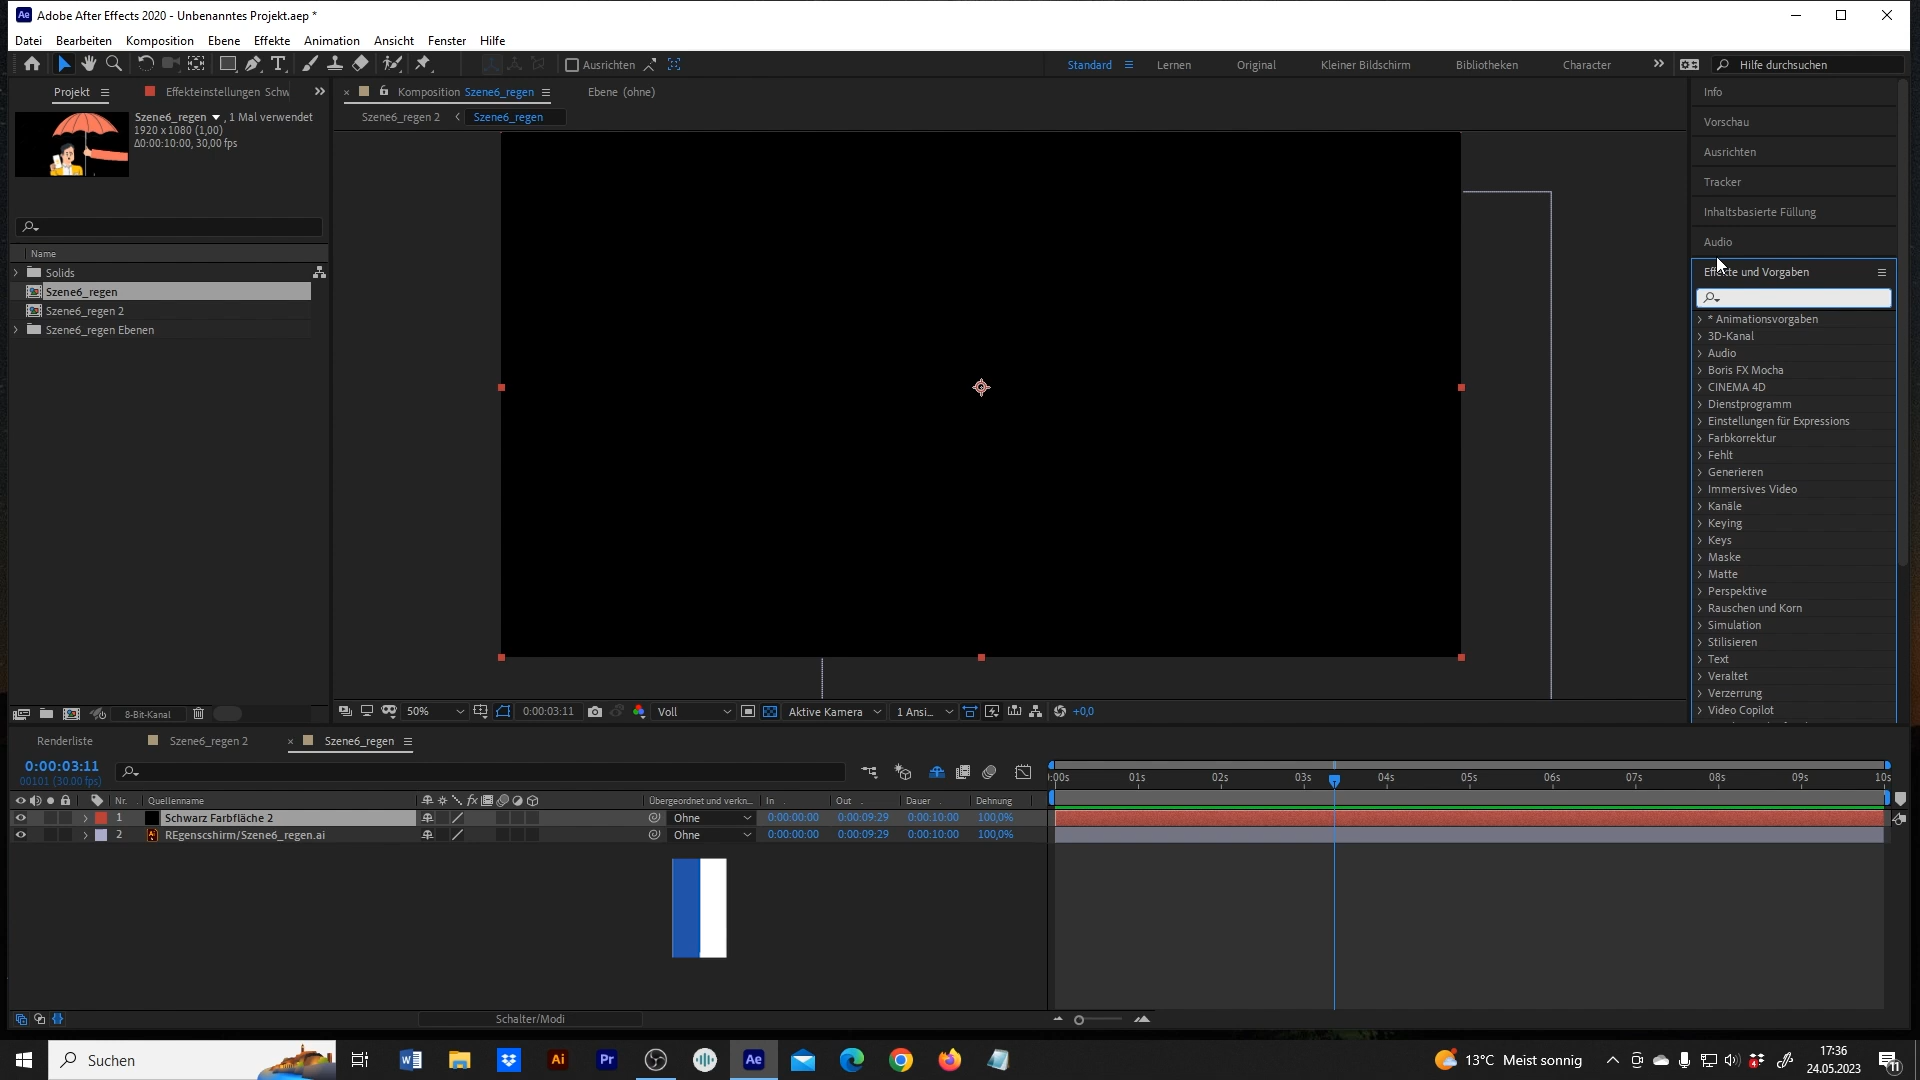 Adobe After Effects 2020 - Unbenanntes Projekt.aep *
Datei Bearbeiten Komposition Ebene Effekte Animation Ansicht Fenster Hilfe
Ausrichten Standard Lernen Original Kleiner Bildschirm Bibliotheken Character Hilfe durchsuchen
Projekt Effekteinstellungen Schw
Komposition Szene6_regen Ebene (ohne)
Szene6_regen 2 Szene6_regen
Szene6_regen , 1 Mal verwendet
1920 x 1080 (1,00)
Δ0:00:10:00, 30,00 fps
Name
Solids
Szene6_regen
Szene6_regen 2
Szene6_regen Ebenen
8-Bit-Kanal
50% 0:00:03:11 Voll Aktive Kamera 1 Ansi... +0,0
Info
Vorschau
Ausrichten
Tracker
Inhaltsbasierte Füllung
Audio
Effekte und Vorgaben
* Animationsvorgaben
3D-Kanal
Audio
Boris FX Mocha
CINEMA 4D
Dienstprogramm
Einstellungen für Expressions
Farbkorrektur
Fehlt
Generieren
Immersives Video
Kanäle
Keying
Keys
Maske
Matte
Perspektive
Rauschen und Korn
Simulation
Stilisieren
Text
Veraltet
Verzerrung
Video Copilot
Renderliste Szene6_regen 2 Szene6_regen
0:00:03:11
00101 (30.00 fps)
:00s 01s 02s 03s 04s 05s 06s 07s 08s 09s 10s
Nr. Quellenname fx Übergeordnet und verkn... In Out Dauer Dehnung
1 Schwarz Farbfläche 2 Ohne 0:00:00:00 0:00:09:29 0:00:10:00 100,0%
2 REgenscshirm/Szene6_regen.ai Ohne 0:00:00:00 0:00:09:29 0:00:10:00 100,0%
Schalter/Modi
Suchen
Ai Pr Ae
13°C Meist sonnig
17:36
24.05.2023
11